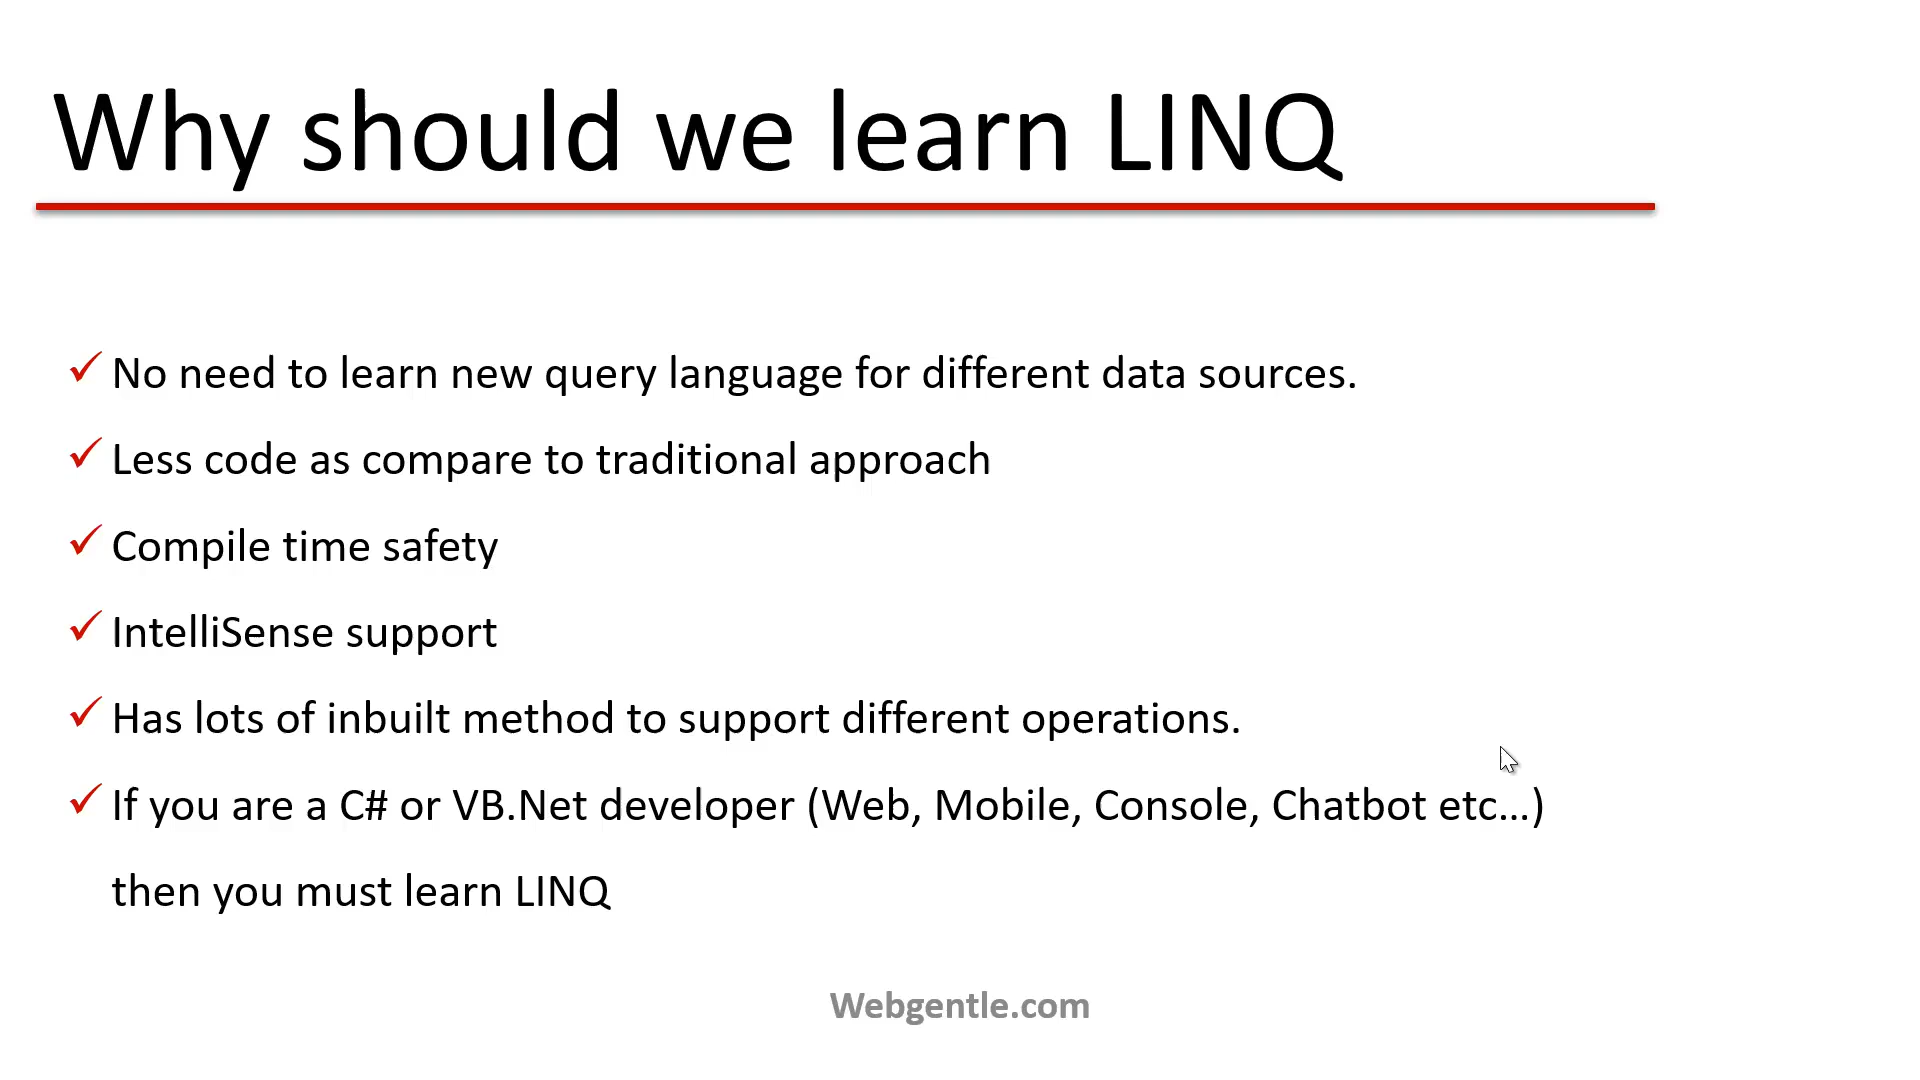 Why should we learn LINQ
No need to learn new query language for different data sources.
Less code as compare to traditional approach
Compile time safety
IntelliSense support
Has lots of inbuilt method to support different operations.
If you are a C# or VB.Net developer (Web, Mobile, Console, Chatbot etc...)
then you must learn LINQ
Webgentle.com